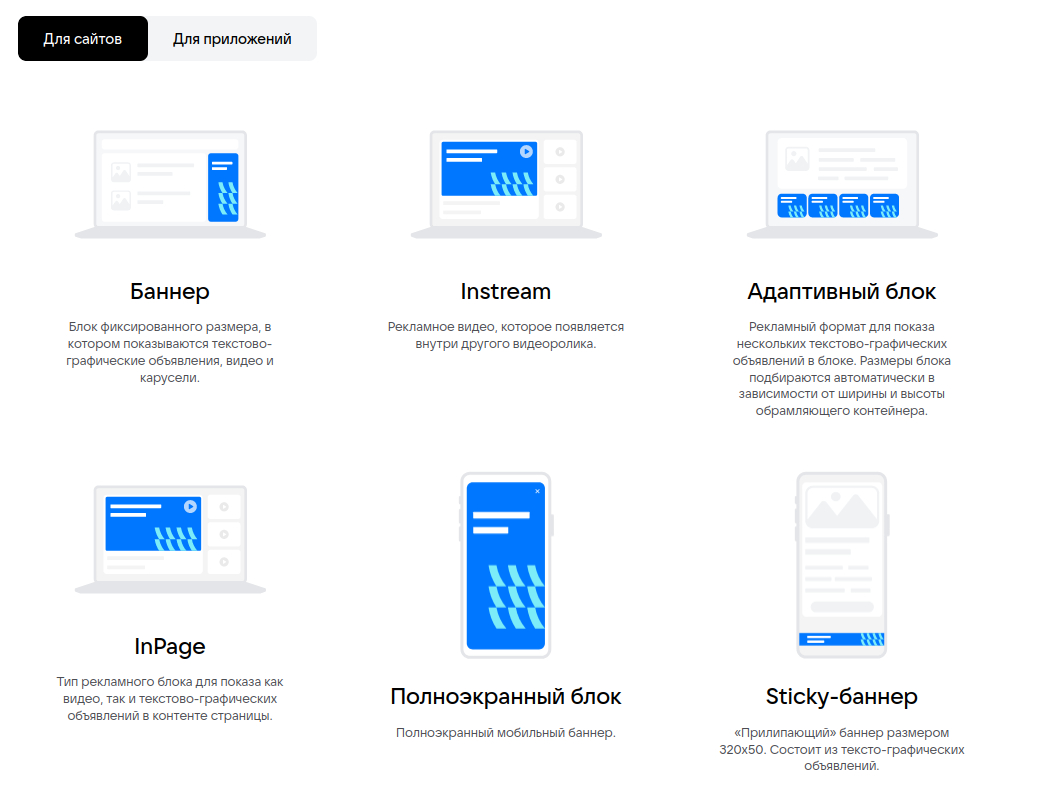 Для сайтов
Для приложений
Баннер
Блок фиксированного размера, в
котором показываются текстово-
графические объявления, видео и
карусели.
Instream
Рекламное видео, которое появляется
внутри другого видеоролика.
Адаптивный блок
Рекламный формат для показа
нескольких текстово-графических
объявлений в блоке. Размеры блока
подбираются автоматически в
зависимости от ширины и высоты
обрамляющего контейнера.
InPage
Тип рекламного блока для показа как
видео, так и текстово-графических
объявлений в контенте страницы.
Полноэкранный блок
Полноэкранный мобильный баннер.
Sticky-баннер
«Прилипающий» баннер размером
320x50. Состоит из тексто-графических
объявлений.